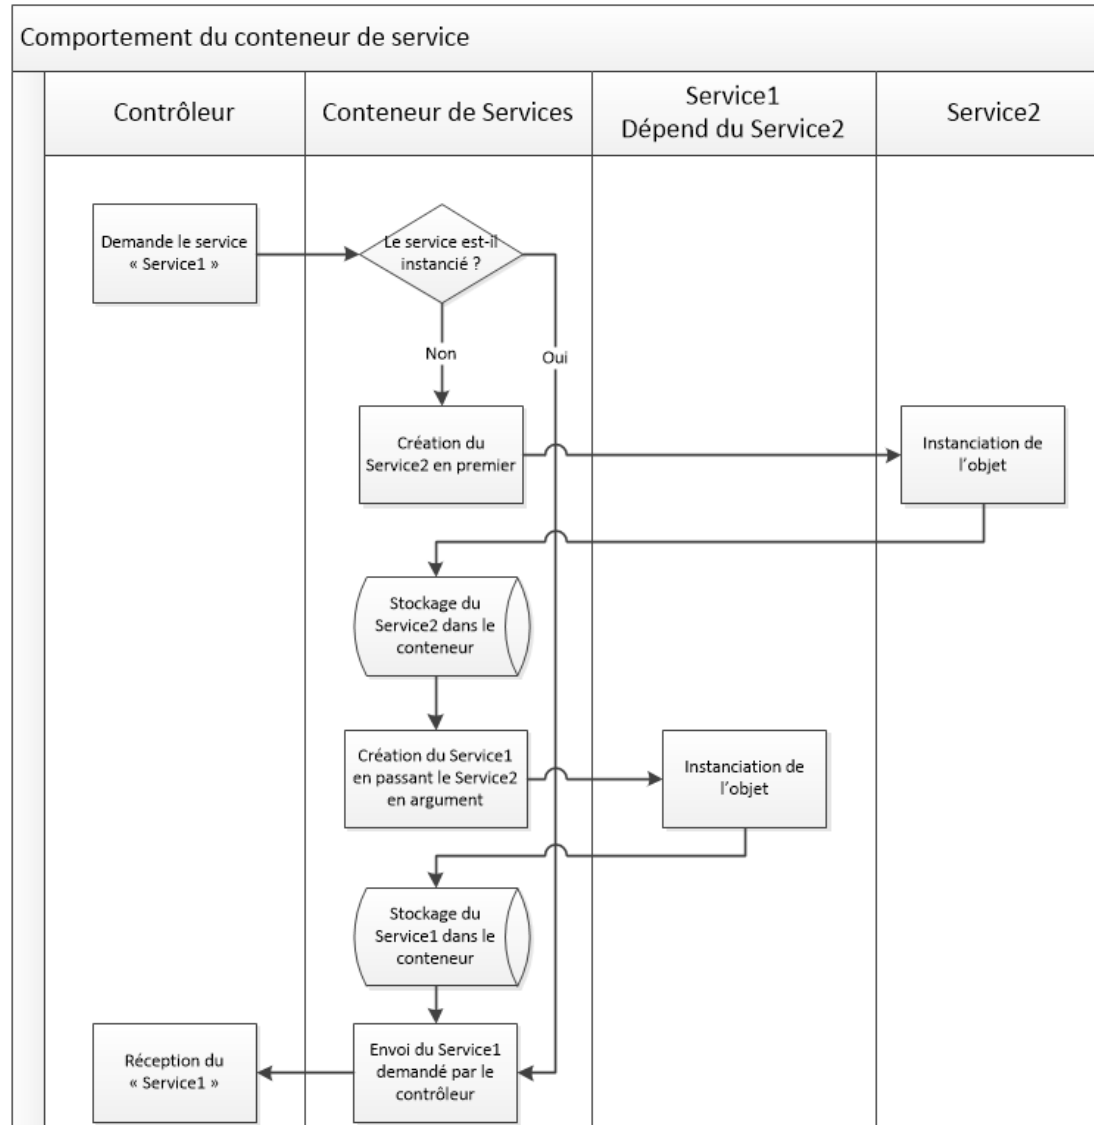 Comportement du conteneur de service
Contrôleur
Conteneur de Services
Service1
Dépend du Service2
Service2
Demande le service
« Service1 »
Le service est-il
instancié ?
Non
Oui
Création du
Service2 en premier
Instanciation de
l'objet
Stockage du
Service2 dans le
conteneur
Création du Service1
en passant le Service2
en argument
Instanciation de
l'objet
Stockage du
Service1 dans le
conteneur
Envoi du Service1
demandé par le
contrôleur
Réception du
« Service1 »